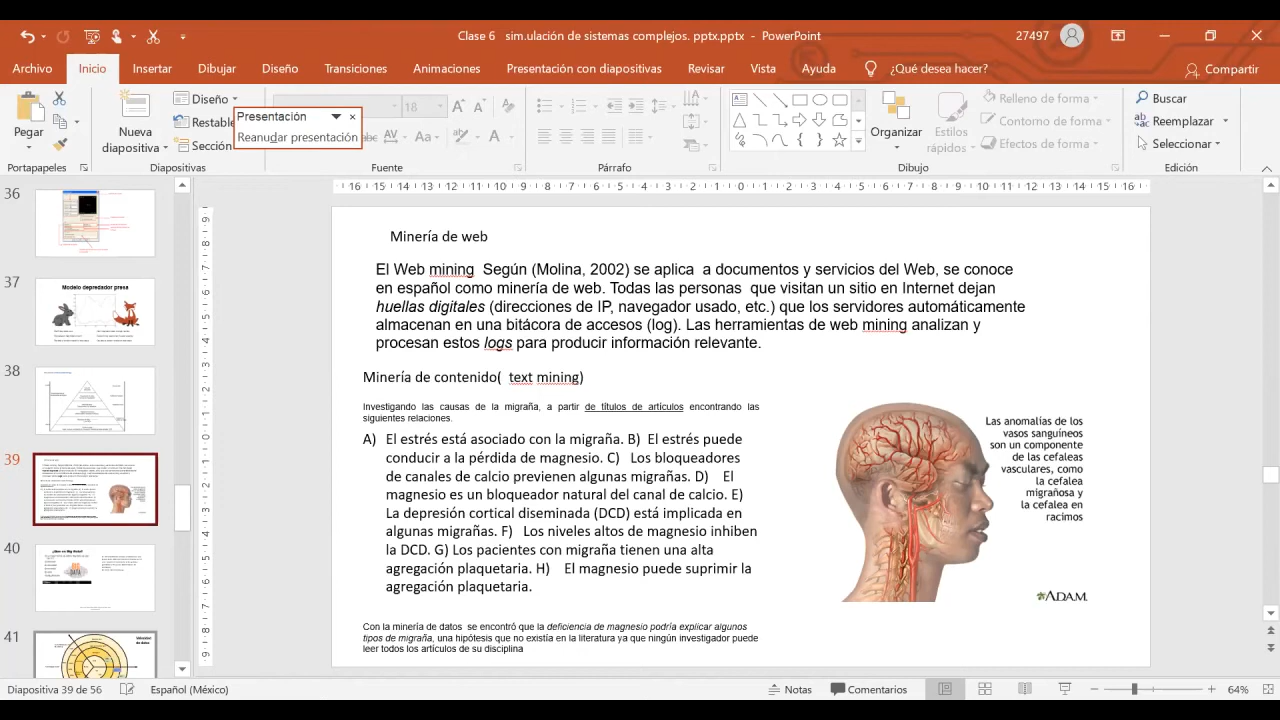 Clase 6 sim.ulación de sistemas complejos. pptx.pptx - PowerPoint
27497
Archivo Inicio Insertar Dibujar Diseño Transiciones Animaciones Presentación con diapositivas Revisar Vista Ayuda ¿Qué desea hacer? Compartir
Pegar
Nueva diapositiva
Diseño
Sección
Presentación
Reanudar presentación
18
Organizar
Estilos rápidos
Relleno de forma
Contorno de forma
Efectos de forma
Buscar
Reemplazar
Seleccionar
Portapapeles Diapositivas Fuente Párrafo Dibujo Edición
36
37
Modelo depredador presa
38
39
40
¿Qué es Big Data?
41
Minería de web
El Web mining Según (Molina, 2002) se aplica a documentos y servicios del Web, se conoce
en español como minería de web. Todas las personas que visitan un sitio en Internet dejan
huellas digitales (direcciones de IP, navegador usado, etc.) que los servidores automáticamente
almacenan en una bitácora de accesos (log). Las herramientas de web mining analizan y
procesan estos logs para producir información relevante.
Minería de contenido( text mining)
Investigando las causas de la migraña, a partir de títulos de artículos encontrando las
siguientes relaciones.
A) El estrés está asociado con la migraña. B) El estrés puede
conducir a la pérdida de magnesio. C) Los bloqueadores
de canales de calcio previenen algunas migrañas.D) El
magnesio es un bloqueador natural del canal de calcio. E)
La depresión cortical diseminada (DCD) está implicada en
algunas migrañas. F) Los niveles altos de magnesio inhiben
la DCD. G) Los pacientes con migraña tienen una alta
agregación plaquetaria. H) El magnesio puede suprimir la
agregación plaquetaria.
Con la minería de datos se encontró que la deficiencia de magnesio podría explicar algunos
tipos de migraña, una hipótesis que no existía en la literatura ya que ningún investigador puede
leer todos los artículos de su disciplina
Las anomalías de los
vasos sanguíneos
son un componente
de las cefaleas
vasculares, como
la cefalea
migrañosa y
la cefalea en
racimos
ADAM.
Diapositiva 39 de 56 Español (México) Notas Comentarios 64%